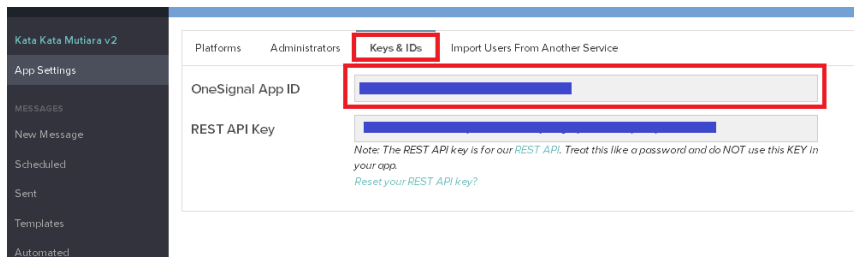 Kata Kata Mutiara v2
App Settings
MESSAGES
New Message
Scheduled
Sent
Templates
Automated
Platforms Administrators Keys & IDs Import Users From Another Service
OneSignal App ID
REST API Key
Note: The REST API key is for our REST API. Treat this like a password and do NOT use this KEY in
your app.
Reset your REST API key?